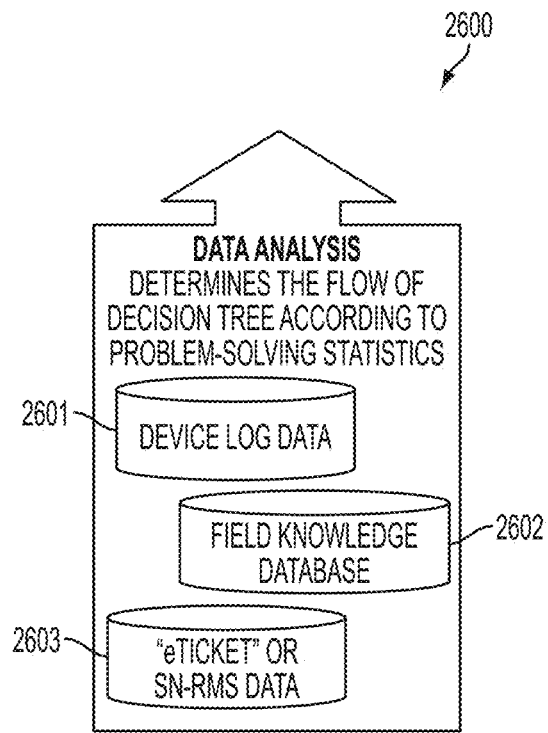 2600
DATA ANALYSIS
DETERMINES THE FLOW OF
DECISION TREE ACCORDING TO
PROBLEM-SOLVING STATISTICS
2601
DEVICE LOG DATA
FIELD KNOWLEDGE
DATABASE
2602
2603
“eTICKET” OR
SN-RMS DATA